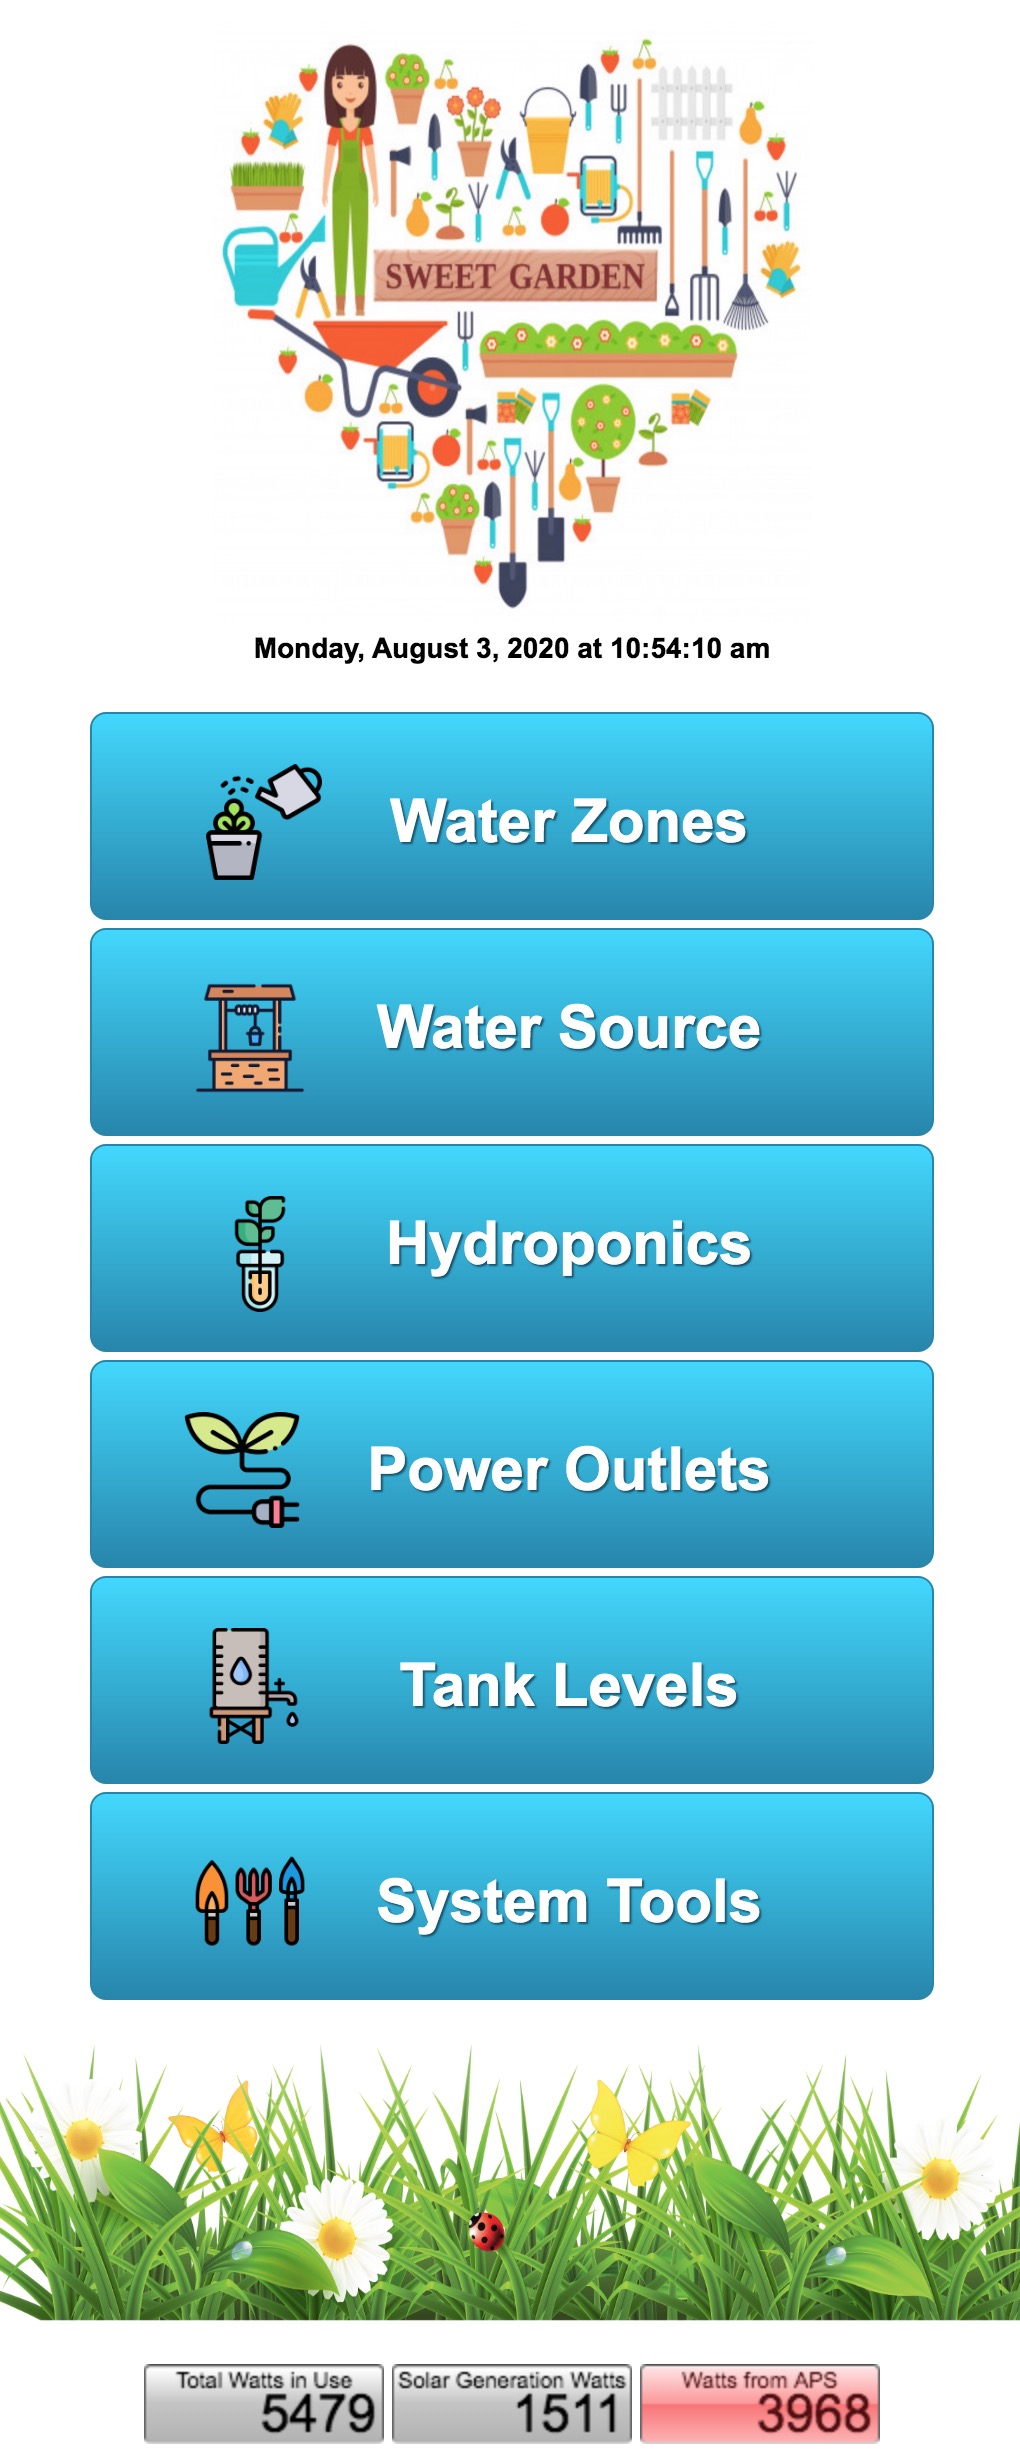 SWEET GARDEN
Monday, August 3, 2020 at 10:54:10 am
Water Zones
Water Source
Hydroponics
Power Outlets
Tank Levels
System Tools
Total Watts in Use
5479
Solar Generation Watts
1511
Watts from APS
3968